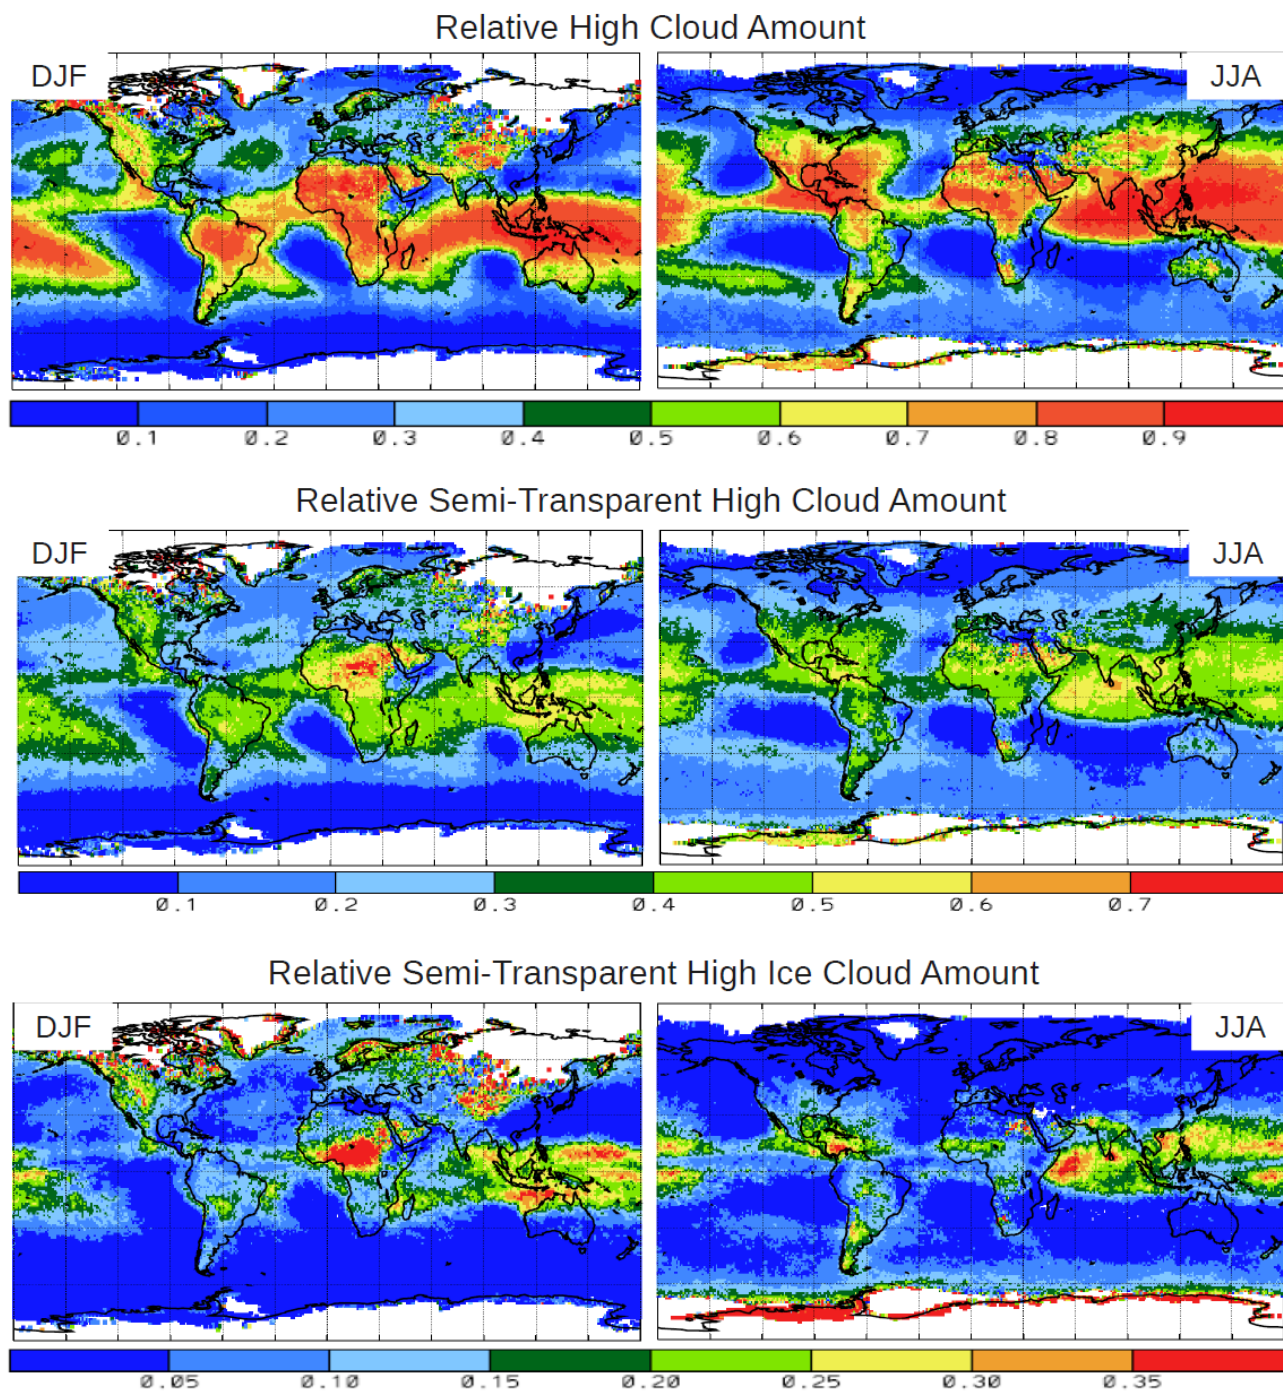 Relative High Cloud Amount
DJF
JJA
0.1 0.2 0.3 0.4 0.5 0.6 0.7 0.8 0.9
Relative Semi-Transparent High Cloud Amount
DJF
JJA
0.1 0.2 0.3 0.4 0.5 0.6 0.7
Relative Semi-Transparent High Ice Cloud Amount
DJF
JJA
0.05 0.10 0.15 0.20 0.25 0.30 0.35